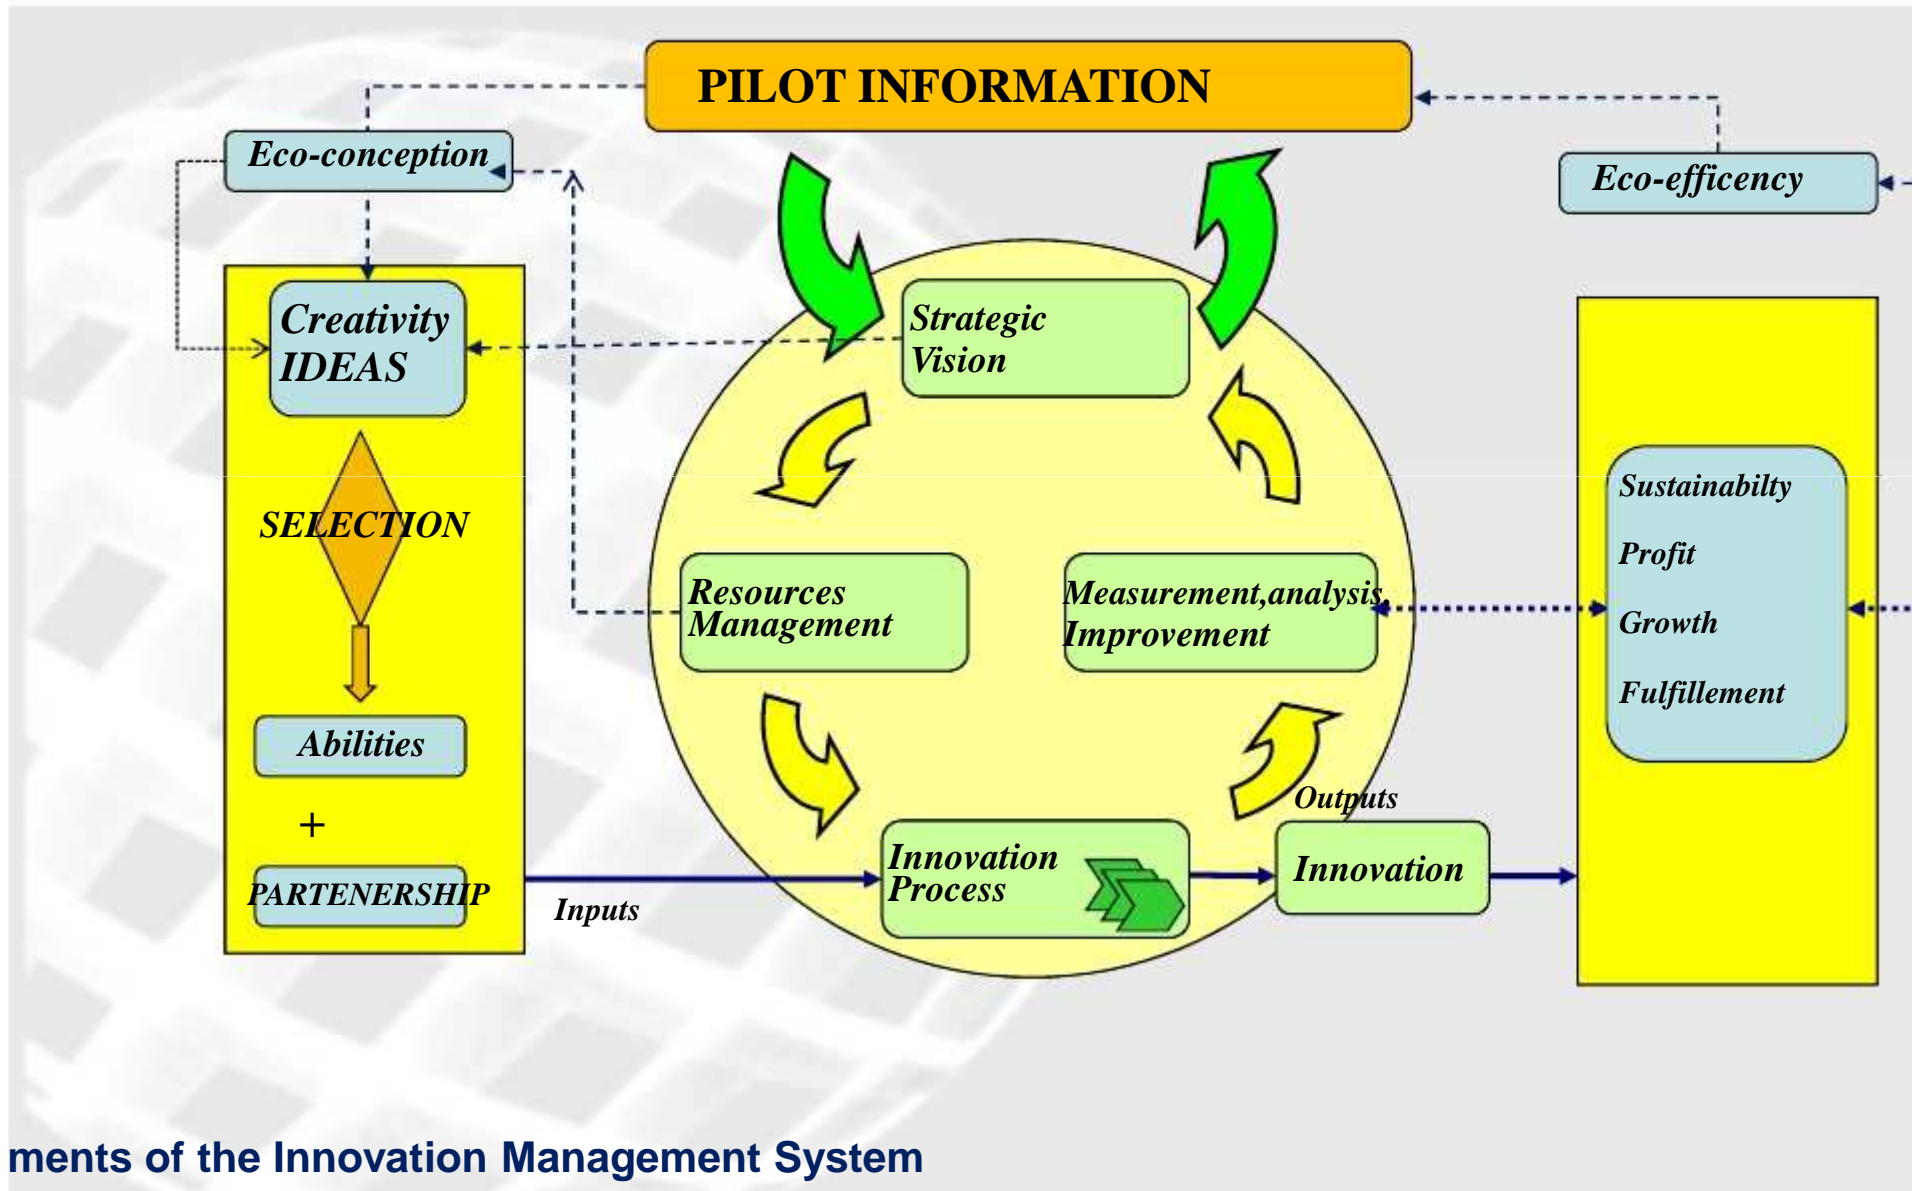 PILOT INFORMATION
Eco-conception
Eco-efficency
Creativity
IDEAS
Strategic
Vision
SELECTION
Sustainabilty
Profit
Growth
Fulfillement
Resources
Management
Measurement,analysis,
Improvement
Abilities
+
PARTENERSHIP
Inputs
Innovation
Process
Outputs
Innovation
ments of the Innovation Management System